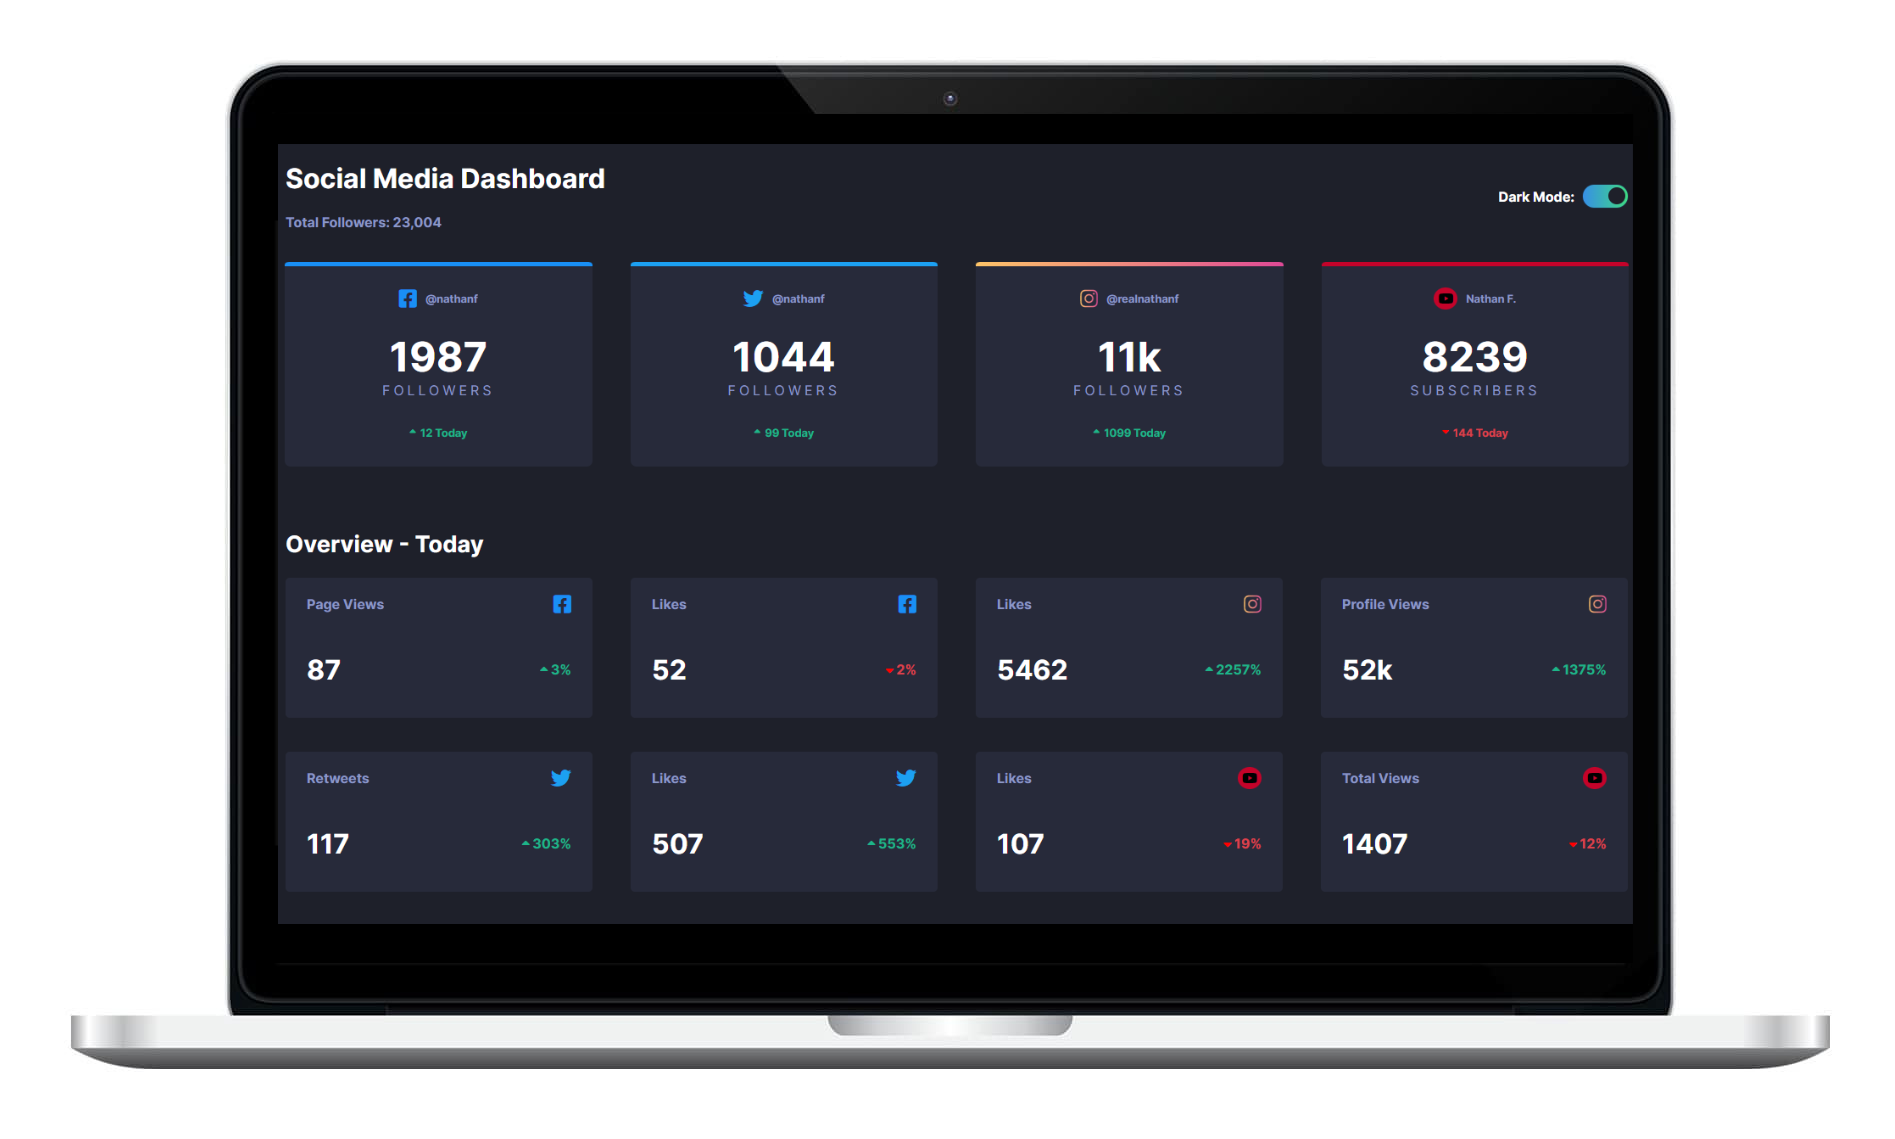 Social Media Dashboard
Total Followers: 23,004
Dark Mode:
@nathanf
1987
FOLLOWERS
12 Today
@nathanf
1044
FOLLOWERS
99 Today
@realnathanf
11k
FOLLOWERS
1099 Today
Nathan F.
8239
SUBSCRIBERS
144 Today
Overview - Today
Page Views
87
3%
Likes
52
2%
Likes
5462
2257%
Profile Views
52k
1375%
Retweets
117
303%
Likes
507
553%
Likes
107
19%
Total Views
1407
12%